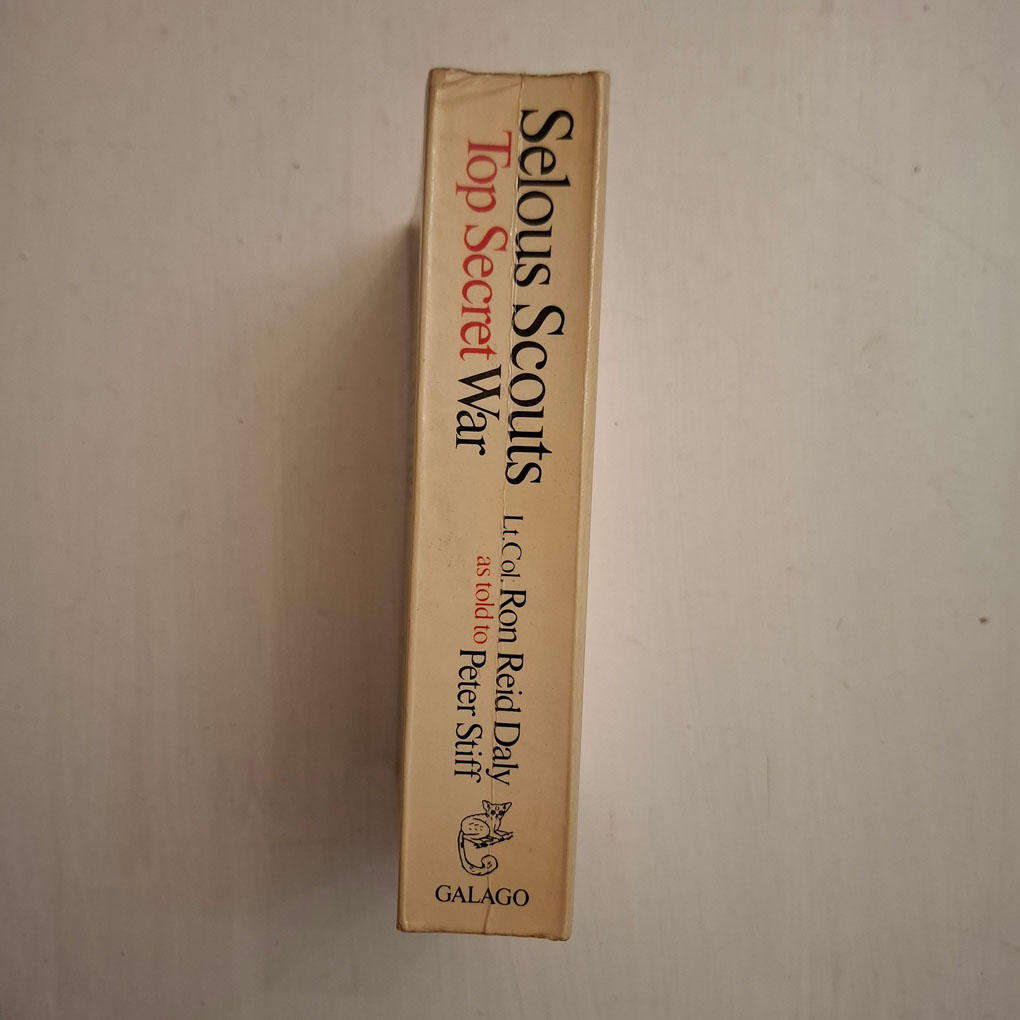 Selous Scouts
Top Secret War
Lt.Col. Ron Reid Daly
as told to Peter Stiff
GALAGO